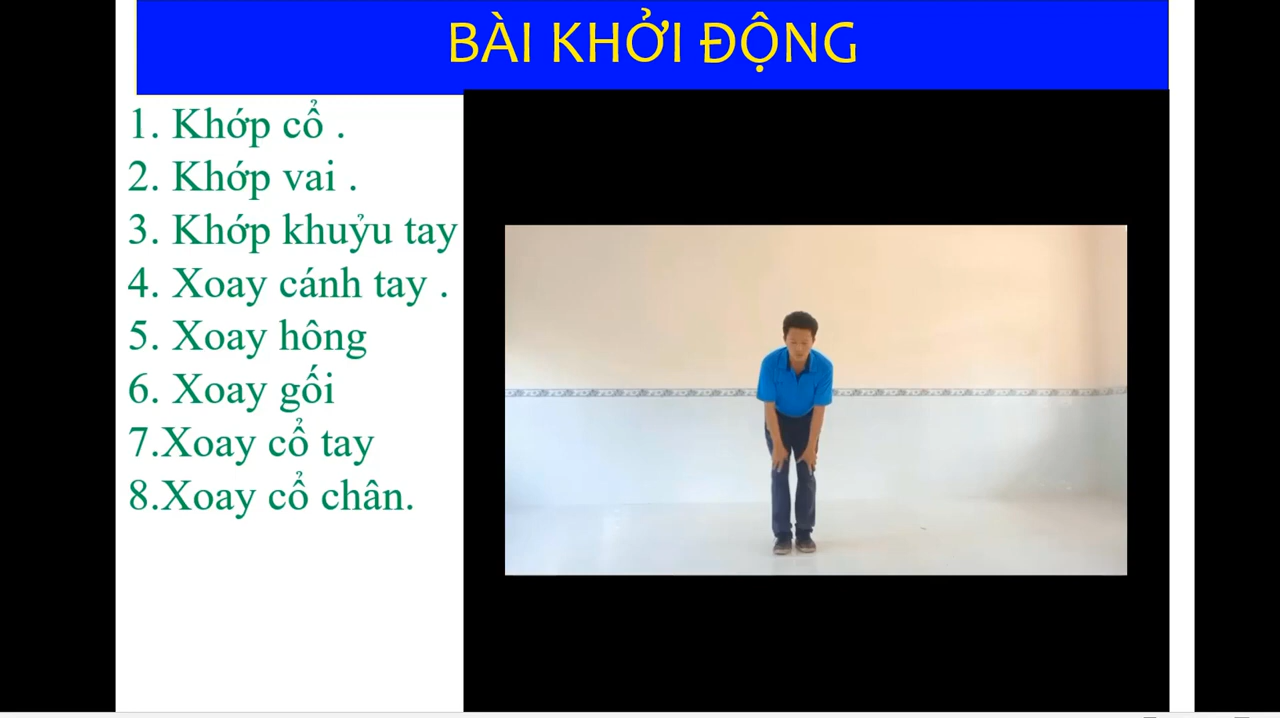 BÀI KHỞI ĐỘNG
1. Khớp cổ .
2. Khớp vai .
3. Khớp khuỷu tay
4. Xoay cánh tay .
5. Xoay hông
6. Xoay gối
7.Xoay cổ tay
8.Xoay cổ chân.